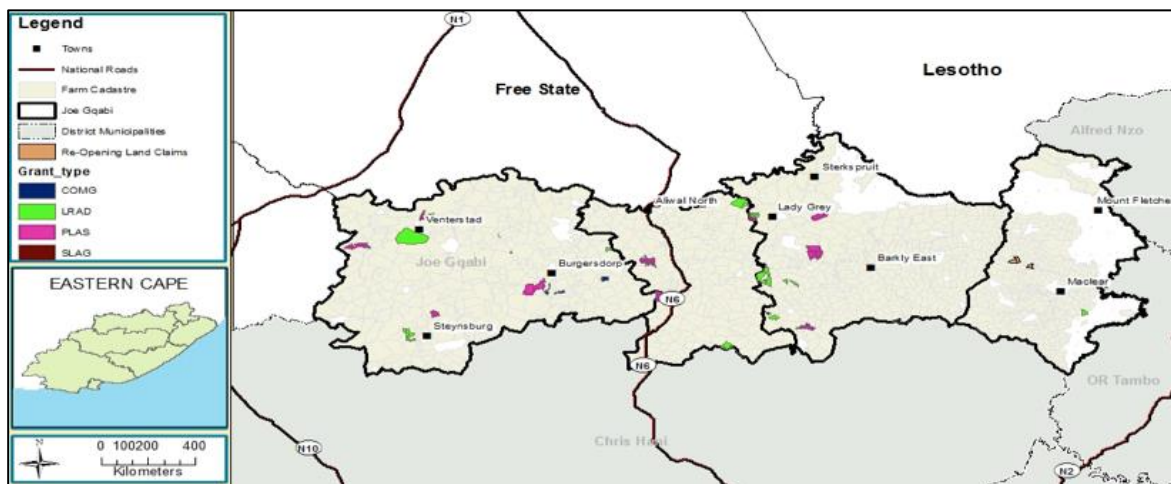 Legend
Towns
National Roads
Farm Cadastre
Joe Gqabi
District Municipalities
Re-Opening Land Claims
Grant_type
COMG
LRAD
PLAS
SLAG
EASTERN CAPE
N
0 100200 400
Kilometers
N1
Free State
Lesotho
Alfred Nzo
Sterkspruit
Aliwal North
Lady Grey
Mount Fletche
Venterstad
Joe Gqabi
Burgersdorp
Barkly East
Maclear
N6
Steynsburg
N6
OR Tambo
Chris Hani
N10
N2